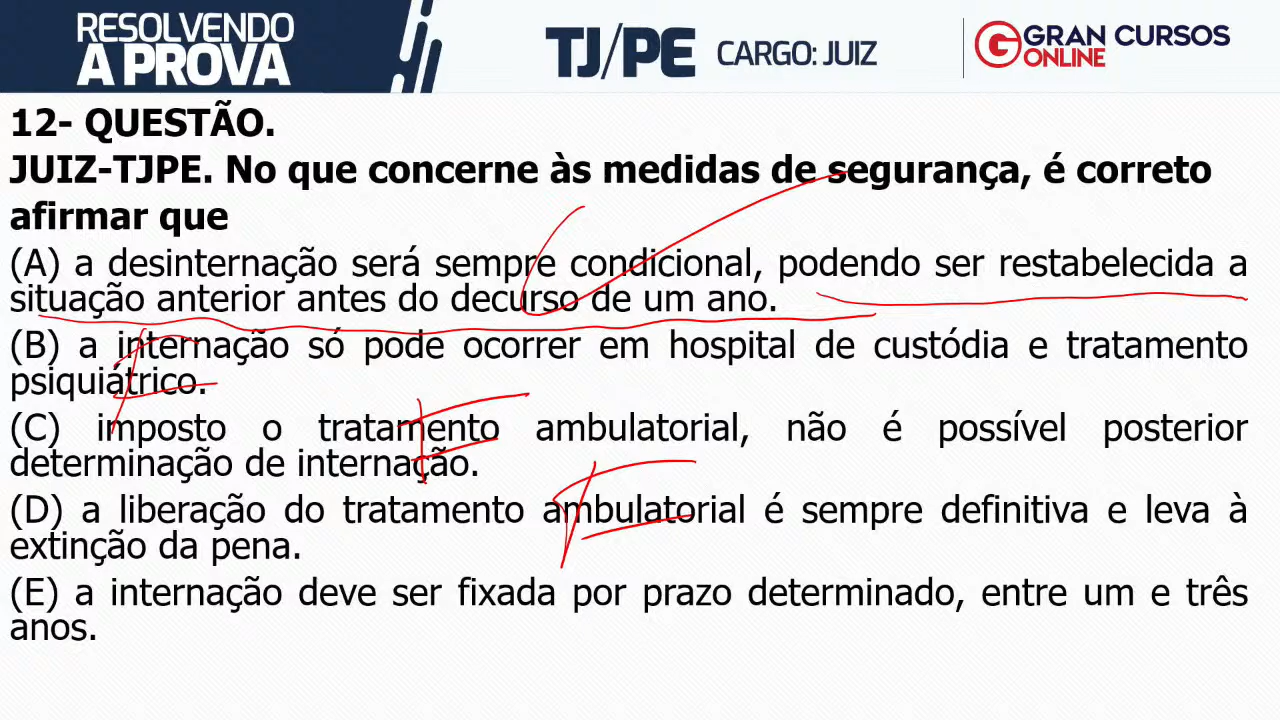 RESOLVENDO
A PROVA
TJ/PE CARGO: JUIZ
G GRAN CURSOS
ONLINE
12- QUESTÃO.
JUIZ-TJPE. No que concerne às medidas de segurança, é correto
afirmar que
(A) a desinternação será sempre condicional, podendo ser restabelecida a
situação anterior antes do decurso de um ano.
(B) a internação só pode ocorrer em hospital de custódia e tratamento
psiquiátrico.
(C) imposto o tratamento ambulatorial, não é possível posterior
determinação de internação.
(D) a liberação do tratamento ambulatorial é sempre definitiva e leva à
extinção da pena.
(E) a internação deve ser fixada por prazo determinado, entre um e três
anos.
F
F
F